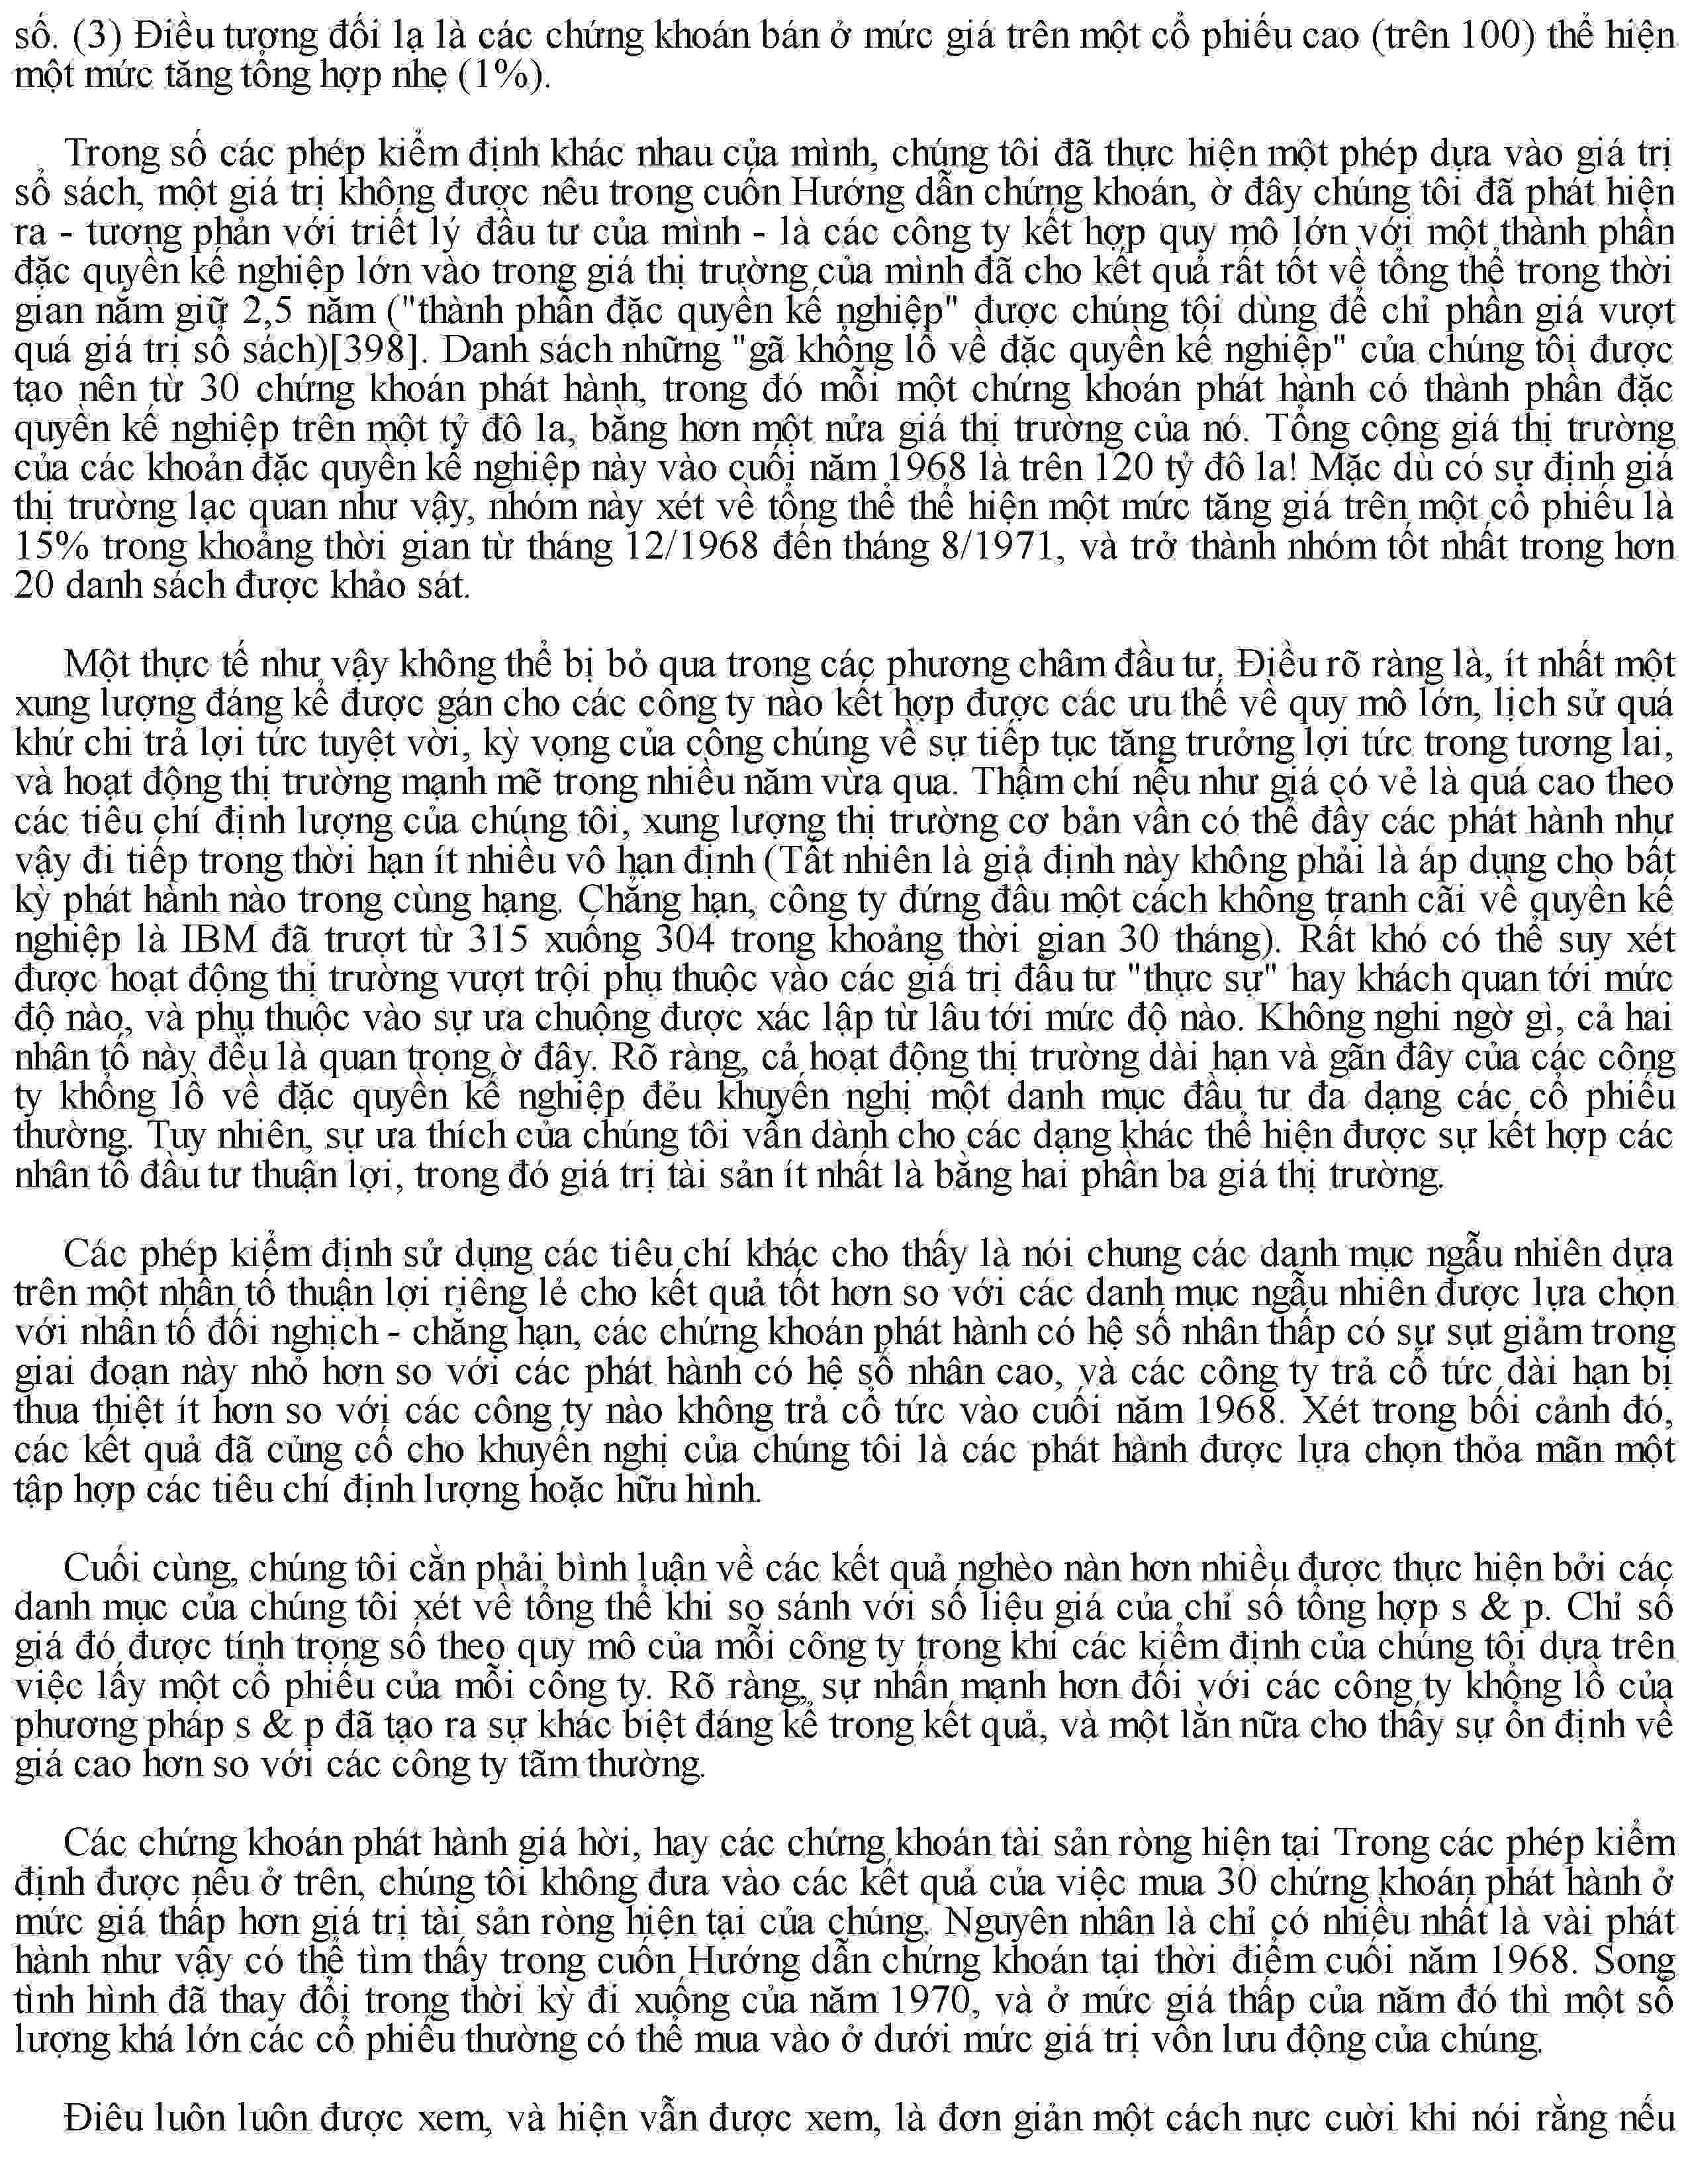 số. (3) Điều tượng đối lạ là các chứng khoán bán ở mức giá trên một cổ phiếu cao (trên 100) thể hiện
một mức tăng tổng hợp nhẹ (1%).
Trong số các phép kiểm định khác nhau của mình, chúng tôi đã thực hiện một phép dựa vào giá trị
sổ sách, một giá trị không được nêu trong cuốn Hướng dẫn chứng khoán, ở đây chúng tôi đã phát hiện
ra - tương phản với triết lý đầu tư của mình - là các công ty kết hợp quy mô lớn với một thành phần
đặc quyền kế nghiệp lớn vào trong giá thị trường của mình đã cho kết quả rất tốt về tổng thể trong thời
gian nắm giữ 2,5 năm ("thành phần đặc quyền kế nghiệp" được chúng tôi dùng để chỉ phần giá vượt
quá giá trị sổ sách)[398]. Danh sách những "gã khổng lồ về đặc quyền kế nghiệp" của chúng tôi được
tạo nên từ 30 chứng khoán phát hành, trong đó mỗi một chứng khoán phát hành có thành phần đặc
quyền kế nghiệp trên một tỷ đô la, bằng hơn một nửa giá thị trường của nó. Tổng cộng giá thị trường
của các khoản đặc quyền kế nghiệp này vào cuối năm 1968 là trên 120 tỷ đô la! Mặc dù có sự định giá
thị trường lạc quan như vậy, nhóm này xét về tổng thể thể hiện một mức tăng giá trên một cổ phiếu là
15% trong khoảng thời gian từ tháng 12/1968 đến tháng 8/1971, và trở thành nhóm tốt nhất trong hơn
20 danh sách được khảo sát.
Một thực tế như vậy không thể bị bỏ qua trong các phương châm đầu tư, Điều rõ ràng là, ít nhất một
xung lượng đáng kể được gán cho các công ty nào kết hợp được các ưu thế về quy mô lớn, lịch sử quá
khứ chi trả lợi tức tuyệt vời, kỳ vọng của công chúng về sự tiếp tục tăng trưởng lợi tức trong tương lai,
và hoạt động thị trường mạnh mẽ trong nhiều năm vừa qua. Thậm chí nếu như giá có vẻ là quá cao theo
các tiêu chí định lượng của chúng tôi, xung lượng thị trường cơ bản vẫn có thể đẩy các phát hành như
vậy đi tiếp trong thời hạn ít nhiều vô hạn định (Tất nhiên là giả định này không phải là áp dụng cho bất
kỳ phát hành nào trong cùng hạng. Chẳng hạn, công ty đứng đầu một cách không tranh cãi về quyền kế
nghiệp là IBM đã trượt từ 315 xuống 304 trong khoảng thời gian 30 tháng). Rất khó có thể suy xét
được hoạt động thị trường vượt trội phụ thuộc vào các giá trị đầu tư "thực sự" hay khách quan tới mức
độ nào, và phụ thuộc vào sự ưa chuộng được xác lập từ lâu tới mức độ nào. Không nghi ngờ gì, cả hai
nhân tố này đều là quan trọng ở đây. Rõ ràng, cả hoạt động thị trường dài hạn và gần đây của các công
ty khổng lồ về đặc quyền kế nghiệp đẻu khuyến nghị một danh mục đầu tư đa dạng các cổ phiếu
thường. Tuy nhiên, sự ưa thích của chúng tôi vẫn dành cho các dạng khác thể hiện được sự kết hợp các
nhân tố đầu tư thuận lợi, trong đó giá trị tài sản ít nhất là bằng hai phần ba giá thị trường.
Các phép kiểm định sử dụng các tiêu chí khác cho thấy là nói chung các danh mục ngẫu nhiên dựa
trên một nhân tố thuận lợi riêng lẻ cho kết quả tốt hơn so với các danh mục ngẫu nhiên được lựa chọn
với nhân tố đối nghịch - chẳng hạn, các chứng khoán phát hành có hệ số nhân thấp có sự sụt giảm trong
giai đoạn này nhỏ hơn so với các phát hành có hệ số nhân cao, và các công ty trả cổ tức dài hạn bị
thua thiệt ít hơn so với các công ty nào không trả cổ tức vào cuối năm 1968. Xét trong bối cảnh đó,
các kết quả đã củng cố cho khuyến nghị của chúng tôi là các phát hành được lựa chọn thỏa mãn một
tập hợp các tiêu chí định lượng hoặc hữu hình.
Cuối cùng, chúng tôi cần phải bình luận về các kết quả nghèo nàn hơn nhiều được thực hiện bởi các
danh mục của chúng tôi xét về tổng thể khi so sánh với số liệu giá của chỉ số tổng hợp s & p. Chỉ số
giá đó được tính trọng số theo quy mô của mỗi công ty trong khi các kiểm định của chúng tôi dựa trên
việc lấy một cổ phiếu của mỗi công ty. Rõ ràng, sự nhấn mạnh hơn đối với các công ty khổng lồ của
phương pháp s & p đã tạo ra sự khác biệt đáng kể trong kết quả, và một lần nữa cho thấy sự ổn định về
giá cao hơn so với các công ty tầm thường.
Các chứng khoán phát hành giá hời, hay các chứng khoán tài sản ròng hiện tại Trong các phép kiểm
định được nêu ở trên, chúng tôi không đưa vào các kết quả của việc mua 30 chứng khoán phát hành ở
mức giá thấp hơn giá trị tài sản ròng hiện tại của chúng. Nguyên nhân là chỉ có nhiều nhất là vài phát
hành như vậy có thể tìm thấy trong cuốn Hướng dẫn chứng khoán tại thời điểm cuối năm 1968. Song
tình hình đã thay đổi trong thời kỳ đi xuống của năm 1970, và ở mức giá thấp của năm đó thì một số
lượng khá lớn các cổ phiếu thường có thể mua vào ở dưới mức giá trị vốn lưu động của chúng.
Điêu luôn luôn được xem, và hiện vẫn được xem, là đơn giản một cách nực cười khi nói rằng nếu